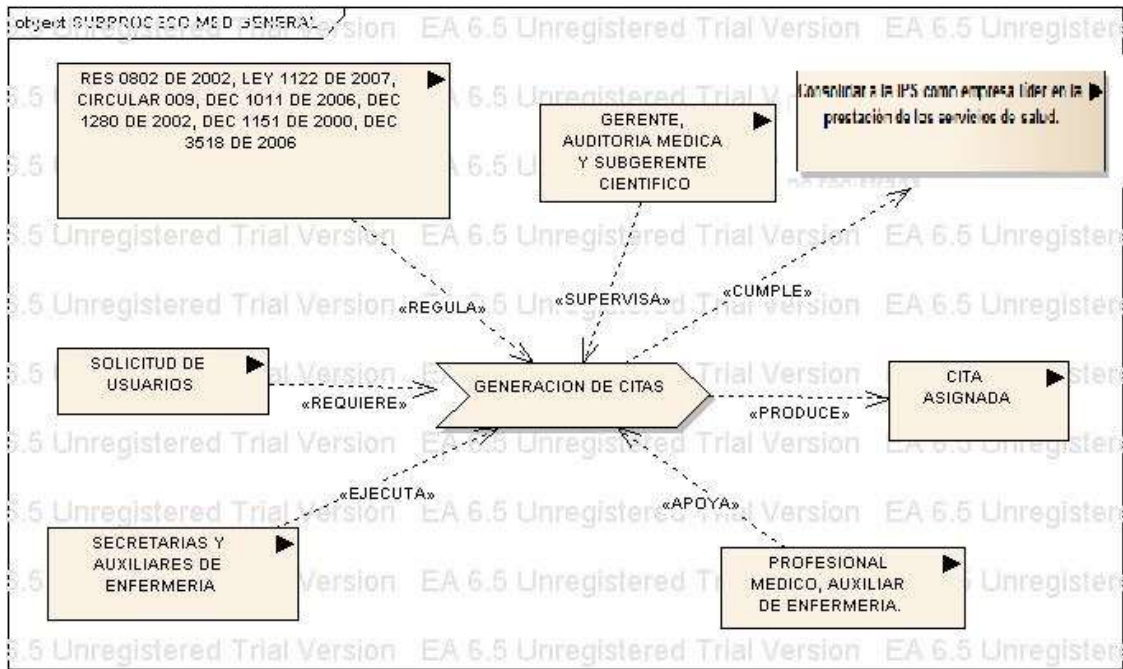 object SUBPROCESO MED GENERAL
RES 0802 DE 2002, LEY 1122 DE 2007,
CIRCULAR 009, DEC 1011 DE 2006, DEC
1280 DE 2002, DEC 1151 DE 2000, DEC
3518 DE 2006
GERENTE,
AUDITORIA MEDICA
Y SUBGERENTE
CIENTIFICO
Consolidar a la IPS como empresa líder en la
prestación de los servicios de salud.
«REGULA»
«SUPERVISA»
«CUMPLE»
SOLICITUD DE
USUARIOS
«REQUIERE»
GENERACION DE CITAS
«PRODUCE»
CITA
ASIGNADA
«EJECUTA»
«APOYA»
SECRETARIAS Y
AUXILIARES DE
ENFERMERIA
PROFESIONAL
MEDICO, AUXILIAR
DE ENFERMERIA.
EA 6.5 Unregistered Trial Version